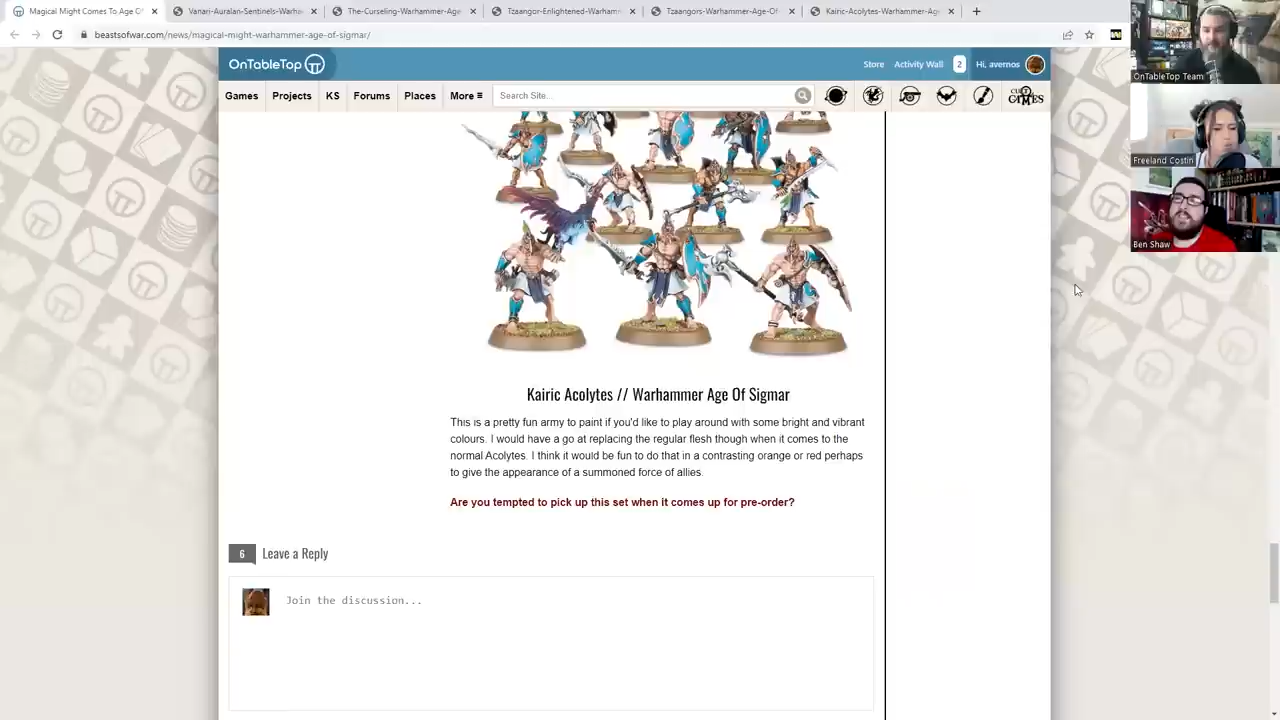 Magical Might Comes To Age O
Vanari-Auralan-Sentinels-Warha
The-Curseling-Warhammer-Age-
Tzaangor-Enlightened-Warham
Tzaangors-Warhammer-Age-Of-
Kairic-Acolytes-Warhammer-Age
beastsofwar.com/news/magical-might-warhammer-age-of-sigmar/
OnTableTop
Store
Activity Wall
2
Hi, avernos
Games
Projects
KS
Forums
Places
More
Search Site...
GAMES
OnTableTop Team
Freeland Costin
Ben Shaw
Kairic Acolytes // Warhammer Age Of Sigmar
This is a pretty fun army to paint if you'd like to play around with some bright and vibrant
colours. I would have a go at replacing the regular flesh though when it comes to the
normal Acolytes. I think it would be fun to do that in a contrasting orange or red perhaps
to give the appearance of a summoned force of allies.
Are you tempted to pick up this set when it comes up for pre-order?
6
Leave a Reply
Join the discussion...